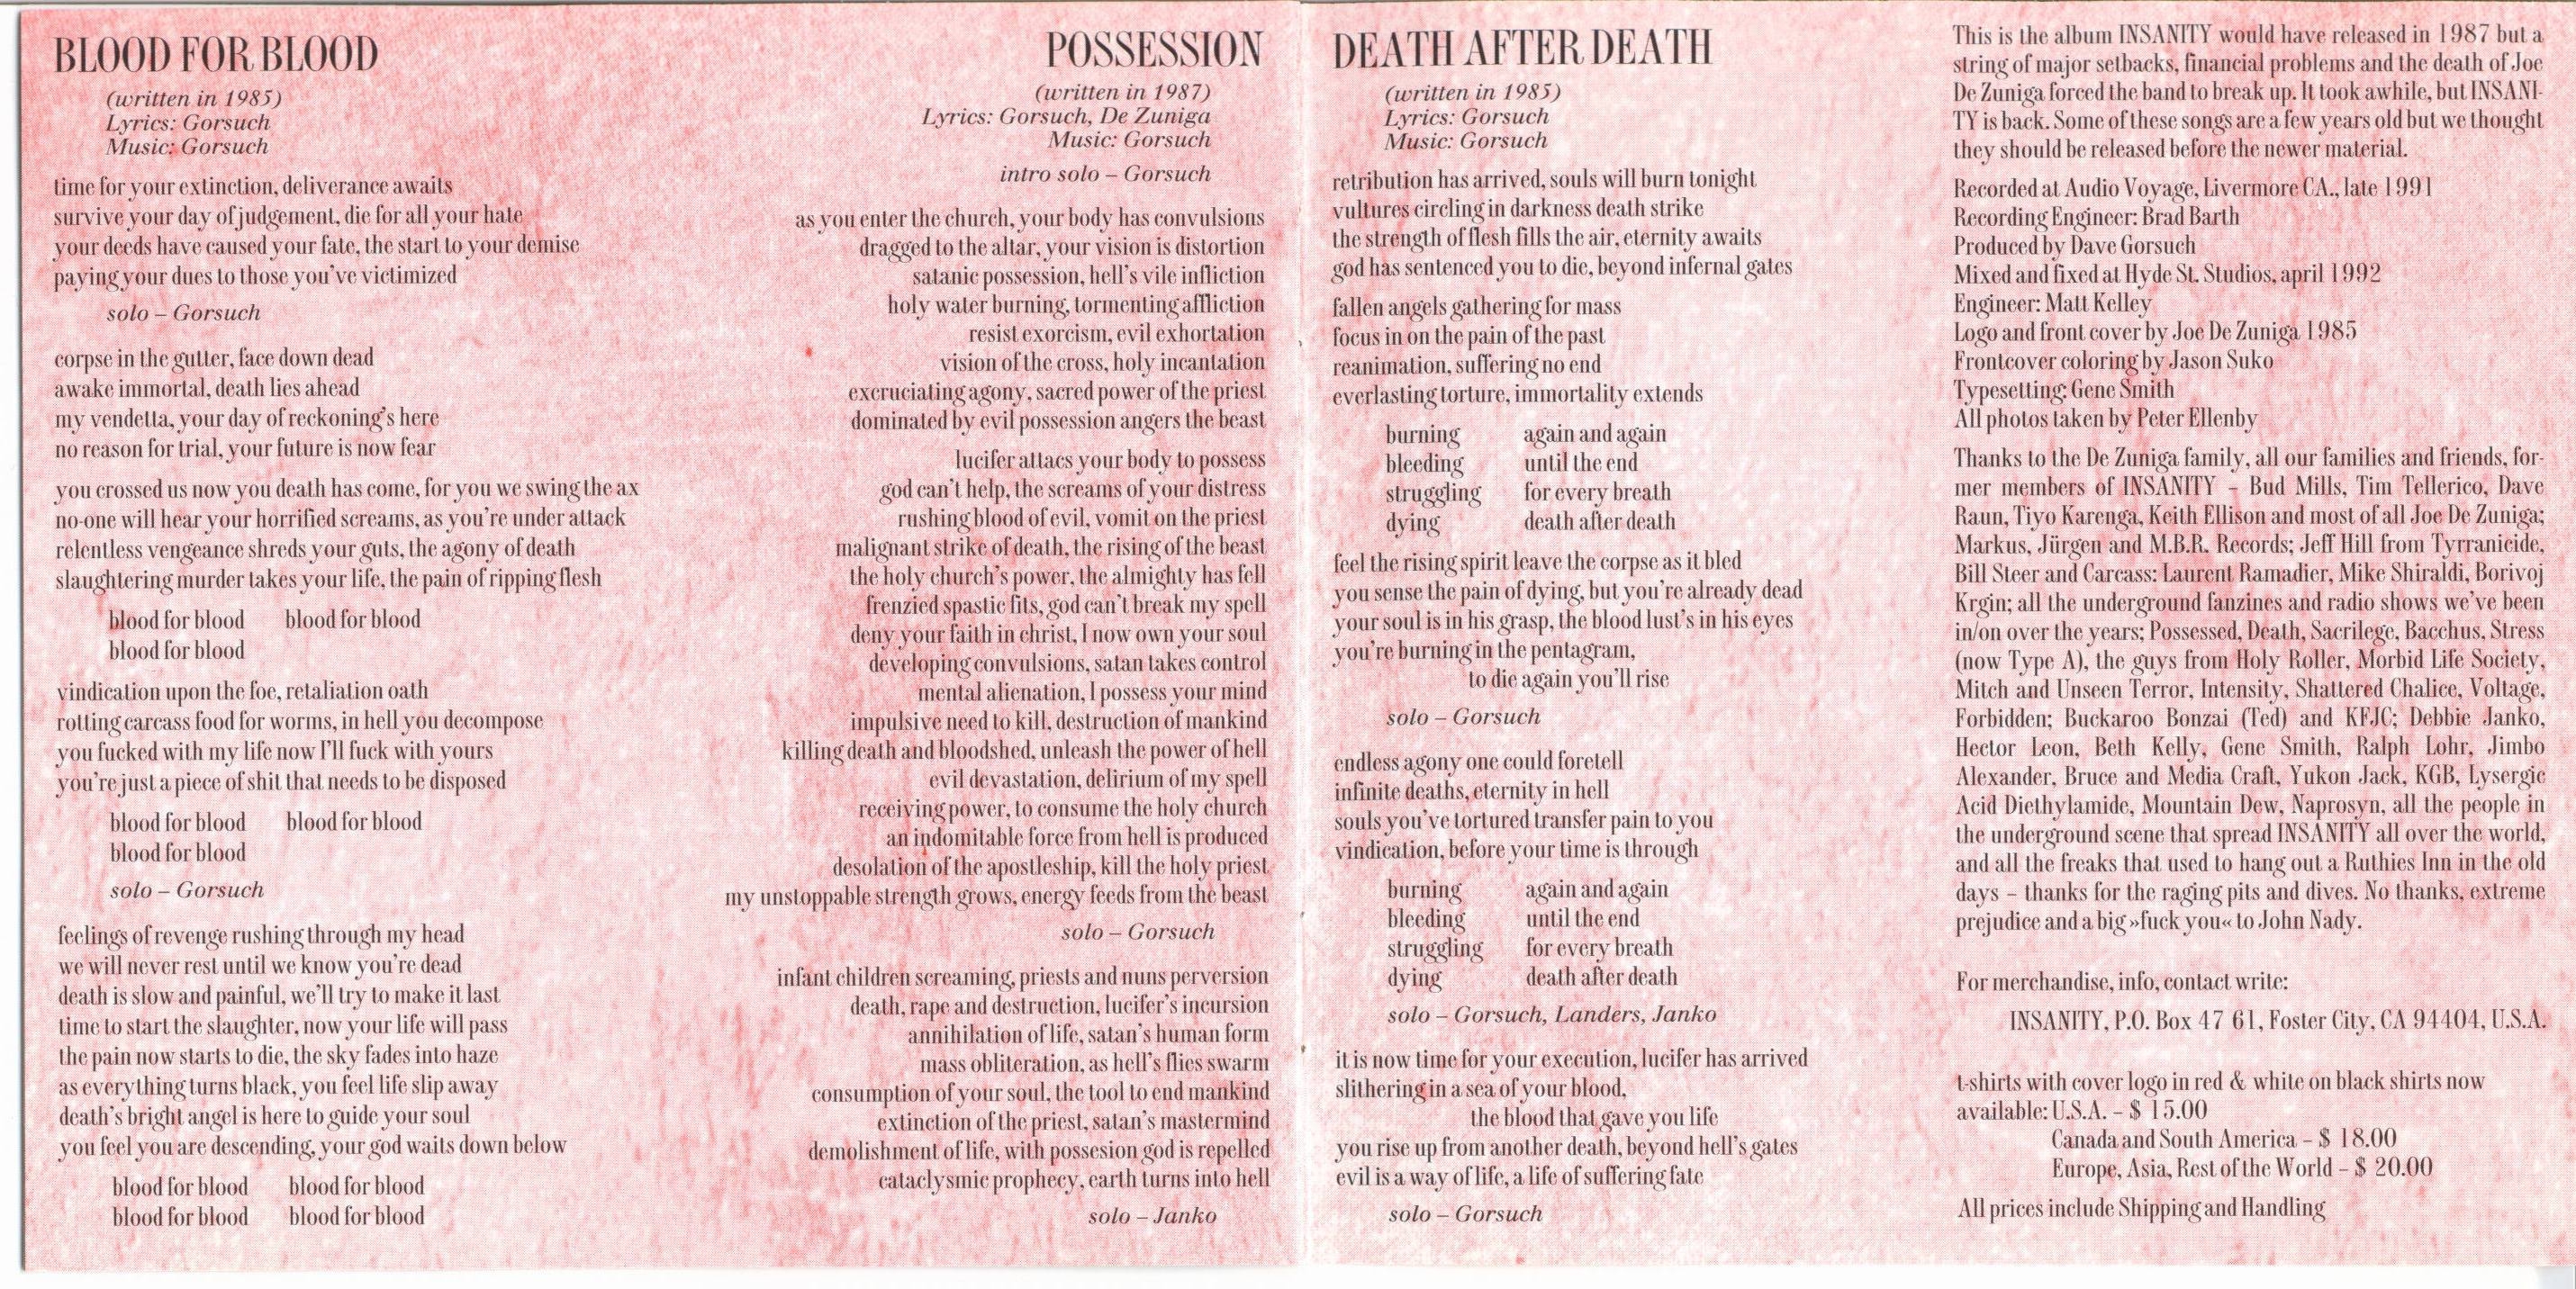 BLOOD FOR BLOOD
(written in 1985)
Lyrics: Gorsuch
Music: Gorsuch
time for your extinction, deliverance awaits
survive your day of judgement, die for all your hate
your deeds have caused your fate, the start to your demise
paying your dues to those you've victimized
solo – Gorsuch
corpse in the gutter, face down dead
awake immortal, death lies ahead
my vendetta, your day of reckoning's here
no reason for trial, your future is now fear
you crossed us now you death has come, for you we swing the ax
no-one will hear your horrified screams, as you're under attack
relentless vengeance shreds your guts, the agony of death
slaughtering murder takes your life, the pain of ripping flesh
blood for blood blood for blood
blood for blood
vindication upon the foe, retaliation oath
rotting carcass food for worms, in hell you decompose
you fucked with my life now I'll fuck with yours
you're just a piece of shit that needs to be disposed
blood for blood blood for blood
blood for blood
solo – Gorsuch
feelings of revenge rushing through my head
we will never rest until we know you're dead
death is slow and painful, we'll try to make it last
time to start the slaughter, now your life will pass
the pain now starts to die, the sky fades into haze
as everything turns black, you feel life slip away
death's bright angel is here to guide your soul
you feel you are descending, your god waits down below
blood for blood blood for blood
blood for blood blood for blood
POSSESSION
(written in 1987)
Lyrics: Gorsuch, De Zuniga
Music: Gorsuch
intro solo – Gorsuch
as you enter the church, your body has convulsions
dragged to the altar, your vision is distortion
satanic possession, hell's vile infliction
holy water burning, tormenting affliction
resist exorcism, evil exhortation
vision of the cross, holy incantation
excruciating agony, sacred power of the priest
dominated by evil possession angers the beast
lucifer attacs your body to possess
god can't help, the screams of your distress
rushing blood of evil, vomit on the priest
malignant strike of death, the rising of the beast
the holy church's power, the almighty has fell
frenzied spastic fits, god can't break my spell
deny your faith in christ, I now own your soul
developing convulsions, satan takes control
mental alienation, I possess your mind
impulsive need to kill, destruction of mankind
killing death and bloodshed, unleash the power of hell
evil devastation, delirium of my spell
receiving power, to consume the holy church
an indomitable force from hell is produced
desolation of the apostleship, kill the holy priest
my unstoppable strength grows, energy feeds from the beast
solo – Gorsuch
infant children screaming, priests and nuns perversion
death, rape and destruction, lucifer's incursion
annihilation of life, satan's human form
mass obliteration, as hell's flies swarm
consumption of your soul, the tool to end mankind
extinction of the priest, satan's mastermind
demolishment of life, with possesion god is repelled
cataclysmic prophecy, earth turns into hell
solo – Janko
DEATH AFTER DEATH
(written in 1985)
Lyrics: Gorsuch
Music: Gorsuch
retribution has arrived, souls will burn tonight
vultures circling in darkness death strike
the strength of flesh fills the air, eternity awaits
god has sentenced you to die, beyond infernal gates
fallen angels gathering for mass
focus in on the pain of the past
reanimation, suffering no end
everlasting torture, immortality extends
burning again and again
bleeding until the end
struggling for every breath
dying death after death
feel the rising spirit leave the corpse as it bled
you sense the pain of dying, but you're already dead
your soul is in his grasp, the blood lust's in his eyes
you're burning in the pentagram,
to die again you'll rise
solo – Gorsuch
endless agony one could foretell
infinite deaths, eternity in hell
souls you've tortured transfer pain to you
vindication, before your time is through
burning again and again
bleeding until the end
struggling for every breath
dying death after death
solo – Gorsuch, Landers, Janko
it is now time for your execution, lucifer has arrived
slithering in a sea of your blood,
the blood that gave you life
you rise up from another death, beyond hell's gates
evil is a way of life, a life of suffering fate
solo – Gorsuch
This is the album INSANITY would have released in 1987 but a
string of major setbacks, financial problems and the death of Joe
De Zuniga forced the band to break up. It took awhile, but INSANI-
TY is back. Some of these songs are a few years old but we thought
they should be released before the newer material.
Recorded at Audio Voyage, Livermore CA., late 1991
Recording Engineer: Brad Barth
Produced by Dave Gorsuch
Mixed and fixed at Hyde St. Studios, april 1992
Engineer: Matt Kelley
Logo and front cover by Joe De Zuniga 1985
Frontcover coloring by Jason Suko
Typesetting: Gene Smith
All photos taken by Peter Ellenby
Thanks to the De Zuniga family, all our families and friends, for-
mer members of INSANITY – Bud Mills, Tim Tellerico, Dave
Raun, Tiyo Karenga, Keith Ellison and most of all Joe De Zuniga;
Markus, Jürgen and M.B.R. Records; Jeff Hill from Tyrranicide,
Bill Steer and Carcass: Laurent Ramadier, Mike Shiraldi, Borivoj
Krgin; all the underground fanzines and radio shows we've been
in/on over the years; Possessed, Death, Sacrilege, Bacchus, Stress
(now Type A), the guys from Holy Roller, Morbid Life Society,
Mitch and Unseen Terror, Intensity, Shattered Chalice, Voltage,
Forbidden; Buckaroo Bonzai (Ted) and KFJC; Debbie Janko,
Hector Leon, Beth Kelly, Gene Smith, Ralph Lohr, Jimbo
Alexander, Bruce and Media Craft, Yukon Jack, KGB, Lysergic
Acid Diethylamide, Mountain Dew, Naprosyn, all the people in
the underground scene that spread INSANITY all over the world,
and all the freaks that used to hang out a Ruthies Inn in the old
days – thanks for the raging pits and dives. No thanks, extreme
prejudice and a big »fuck you« to John Nady.
For merchandise, info, contact write:
INSANITY, P.O. Box 47 61, Foster City, CA 94404, U.S.A.
t-shirts with cover logo in red & white on black shirts now
available: U.S.A. – $ 15.00
Canada and South America – $ 18.00
Europe, Asia, Rest of the World – $ 20.00
All prices include Shipping and Handling